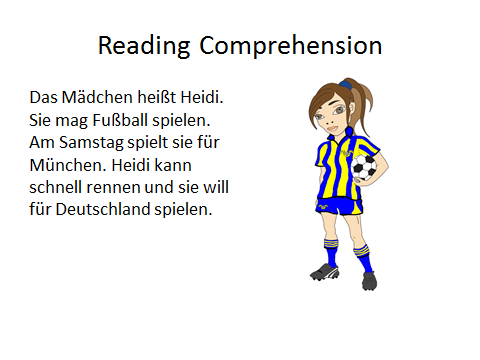 Reading Comprehension
Das Mädchen heißt Heidi.
Sie mag Fußball spielen.
Am Samstag spielt sie für
München. Heidi kann
schnell rennen und sie will
für Deutschland spielen.